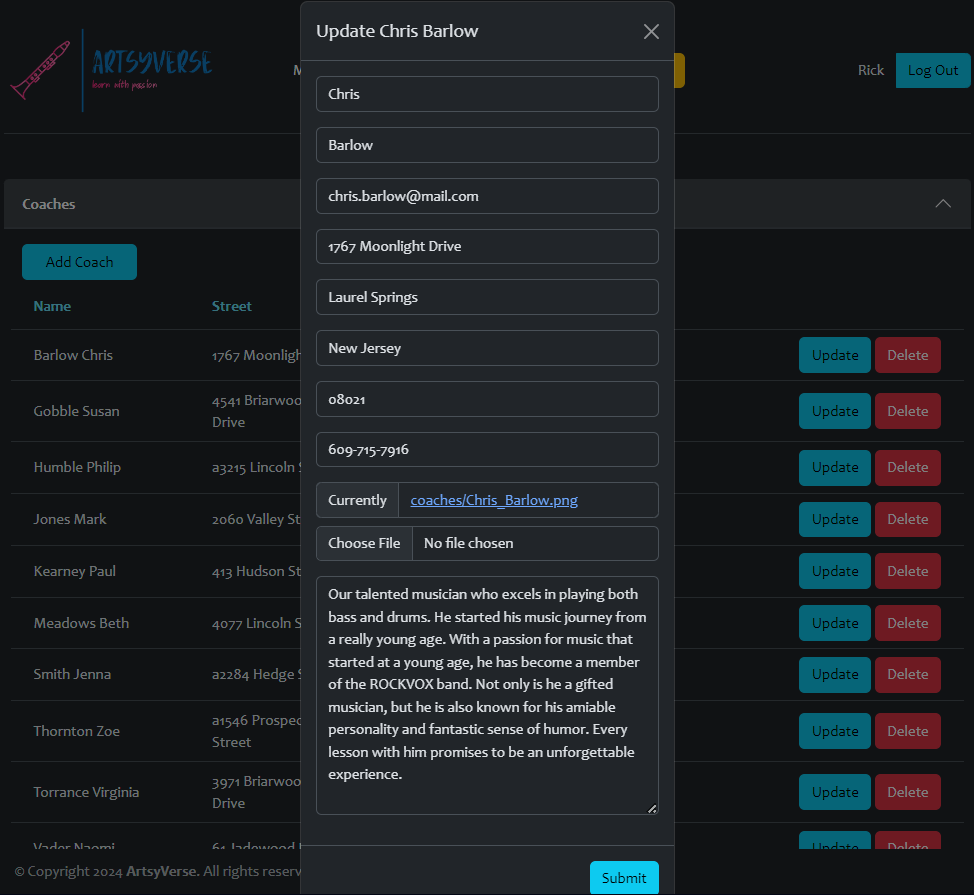 Update Chris Barlow
ARTSYVERSE
learn with passion
Rick
Log Out
Chris
Barlow
chris.barlow@mail.com
1767 Moonlight Drive
Laurel Springs
New Jersey
08021
609-715-7916
Currently coaches/Chris_Barlow.png
Choose File No file chosen
Our talented musician who excels in playing both
bass and drums. He started his music journey from
a really young age. With a passion for music that
started at a young age, he has become a member
of the ROCKVOX band. Not only is he a gifted
musician, but he is also known for his amiable
personality and fantastic sense of humor. Every
lesson with him promises to be an unforgettable
experience.
Submit
Coaches
Add Coach
Name Street
Barlow Chris 1767 Moonligh Update Delete
Gobble Susan 4541 Briarwoo
Drive Update Delete
Humble Philip a3215 Lincoln Update Delete
Jones Mark 2060 Valley St Update Delete
Kearney Paul 413 Hudson St Update Delete
Meadows Beth 4077 Lincoln S Update Delete
Smith Jenna a2284 Hedge S Update Delete
Thornton Zoe a1546 Prospec
Street Update Delete
Torrance Virginia 3971 Briarwoo
Drive Update Delete
Vader Naomi 61 Jadewood Update Delete
© Copyright 2024 ArtsyVerse. All rights reserv